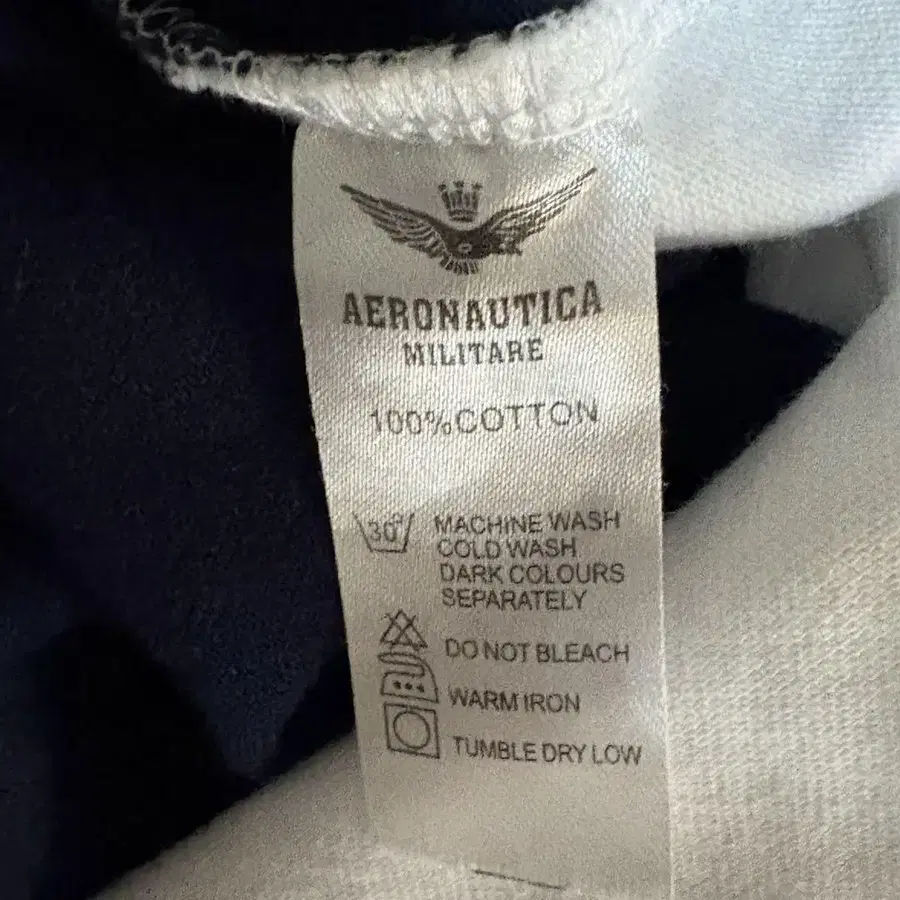 AERONAUTICA
MILITARE
100% COTTON
30°
MACHINE WASH
COLD WASH
DARK COLOURS
SEPARATELY
DO NOT BLEACH
WARM IRON
TUMBLE DRY LOW